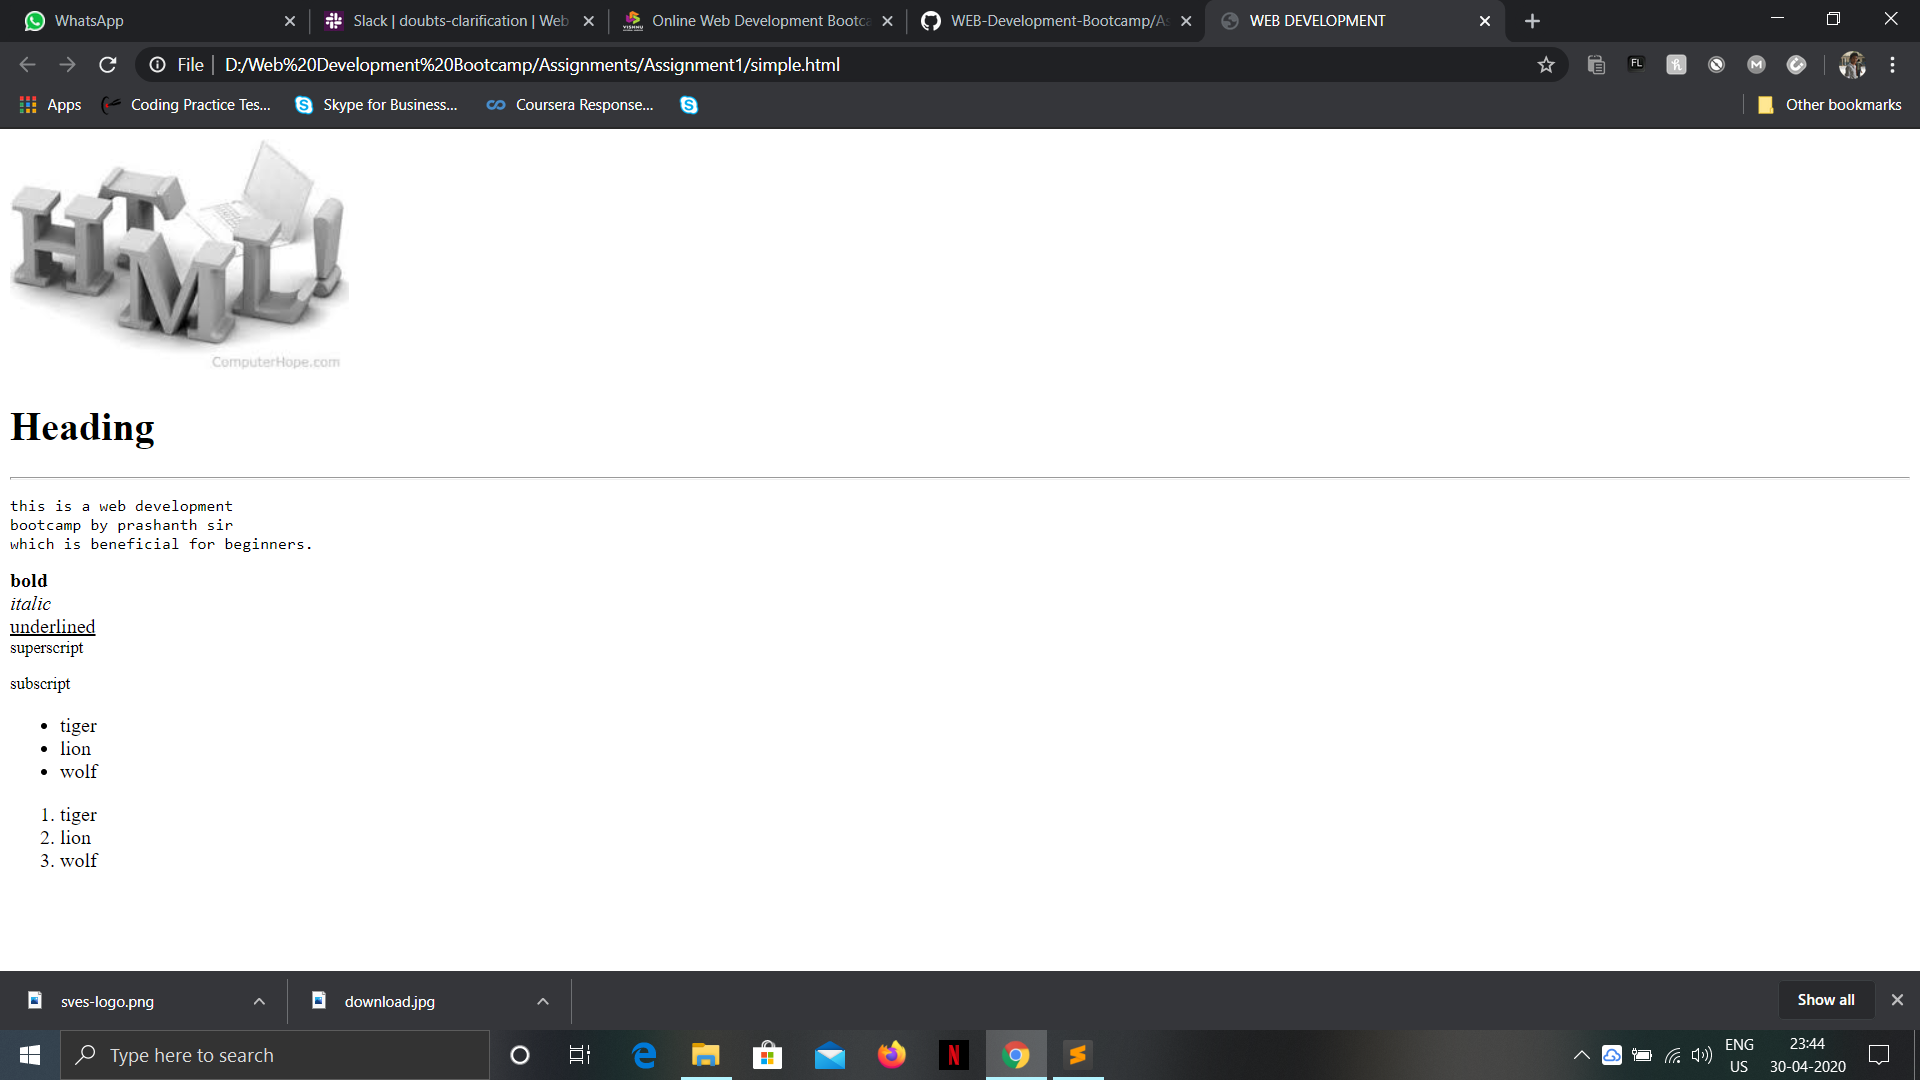 WhatsApp
Slack | doubts-clarification | Web
Online Web Development Bootca
WEB-Development-Bootcamp/As
WEB DEVELOPMENT
File
D:/Web%20Development%20Bootcamp/Assignments/Assignment1/simple.html
FL
M
Apps
Coding Practice Tes...
Skype for Business...
Coursera Response...
Other bookmarks
HTML!
ComputerHope.com
Heading
this is a web development
bootcamp by prashanth sir
which is beneficial for beginners.
bold
italic
underlined
superscript
subscript
• tiger
• lion
• wolf
1. tiger
2. lion
3. wolf
sves-logo.png
download.jpg
Show all
Type here to search
N
ENG
US
23:44
30-04-2020